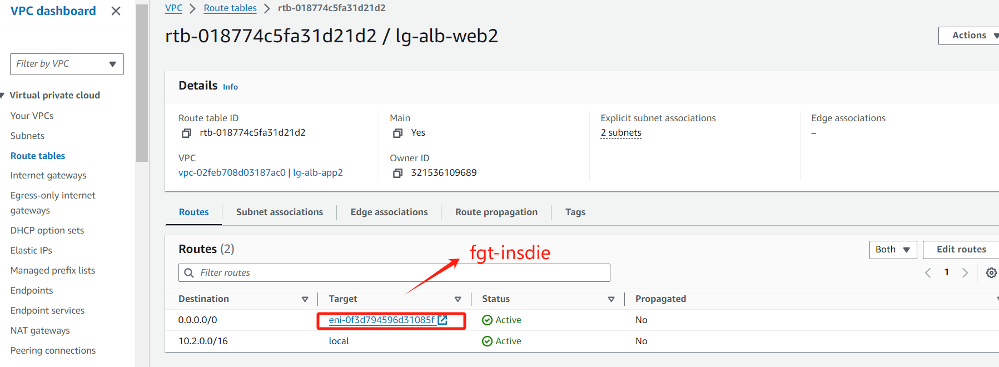 VPC dashboard
VPC > Route tables > rtb-018774c5fa31d21d2
rtb-018774c5fa31d21d2 / lg-alb-web2
Actions
Filter by VPC
Virtual private cloud
Your VPCs
Subnets
Route tables
Internet gateways
Egress-only internet
gateways
DHCP option sets
Elastic IPs
Managed prefix lists
Endpoints
Endpoint services
NAT gateways
Peering connections
Details Info
Route table ID
rtb-018774c5fa31d21d2
Main
Yes
Explicit subnet associations
2 subnets
Edge associations
–
VPC
vpc-02feb708d03187ac0 | lg-alb-app2
Owner ID
321536109689
Routes Subnet associations Edge associations Route propagation Tags
Routes (2)
fgt-insdie
Both
Edit routes
Filter routes
1
Destination Target Status Propagated
0.0.0.0/0 eni-0f3d794596d31085f Active No
10.2.0.0/16 local Active No